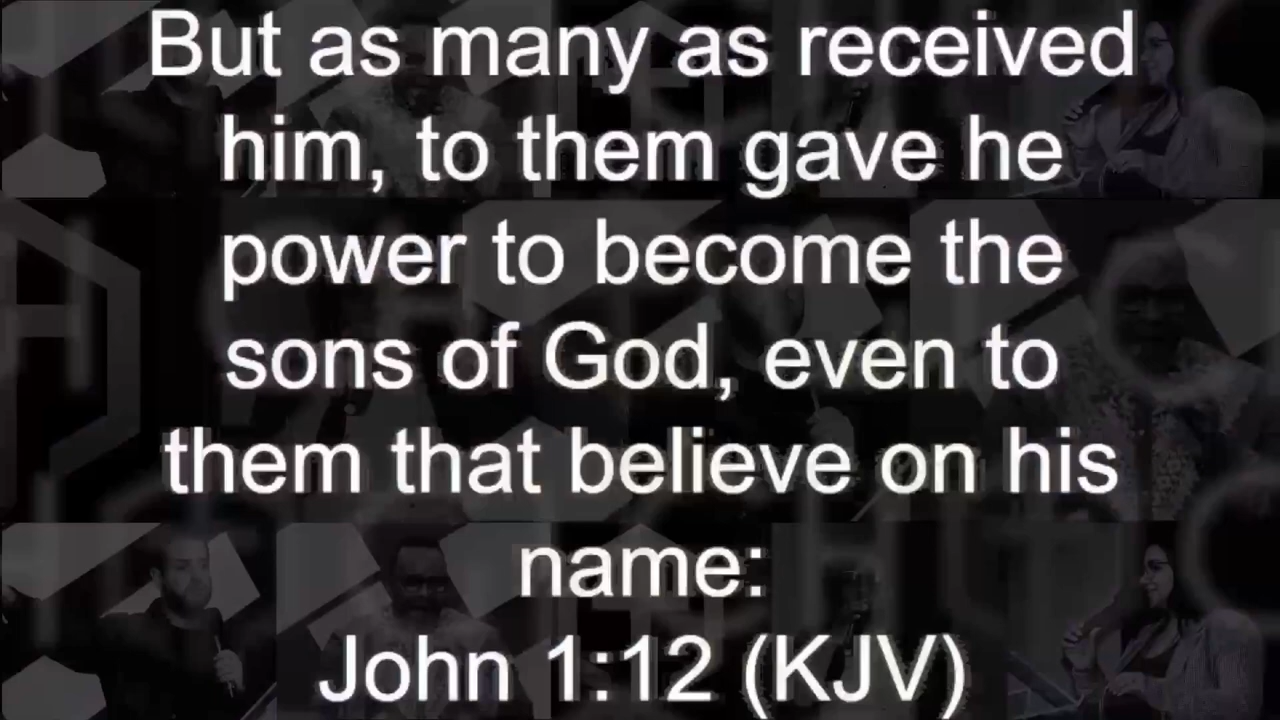 But as many as received
him, to them gave he
power to become the
sons of God, even to
them that believe on his
name:
John 1:12 (KJV)